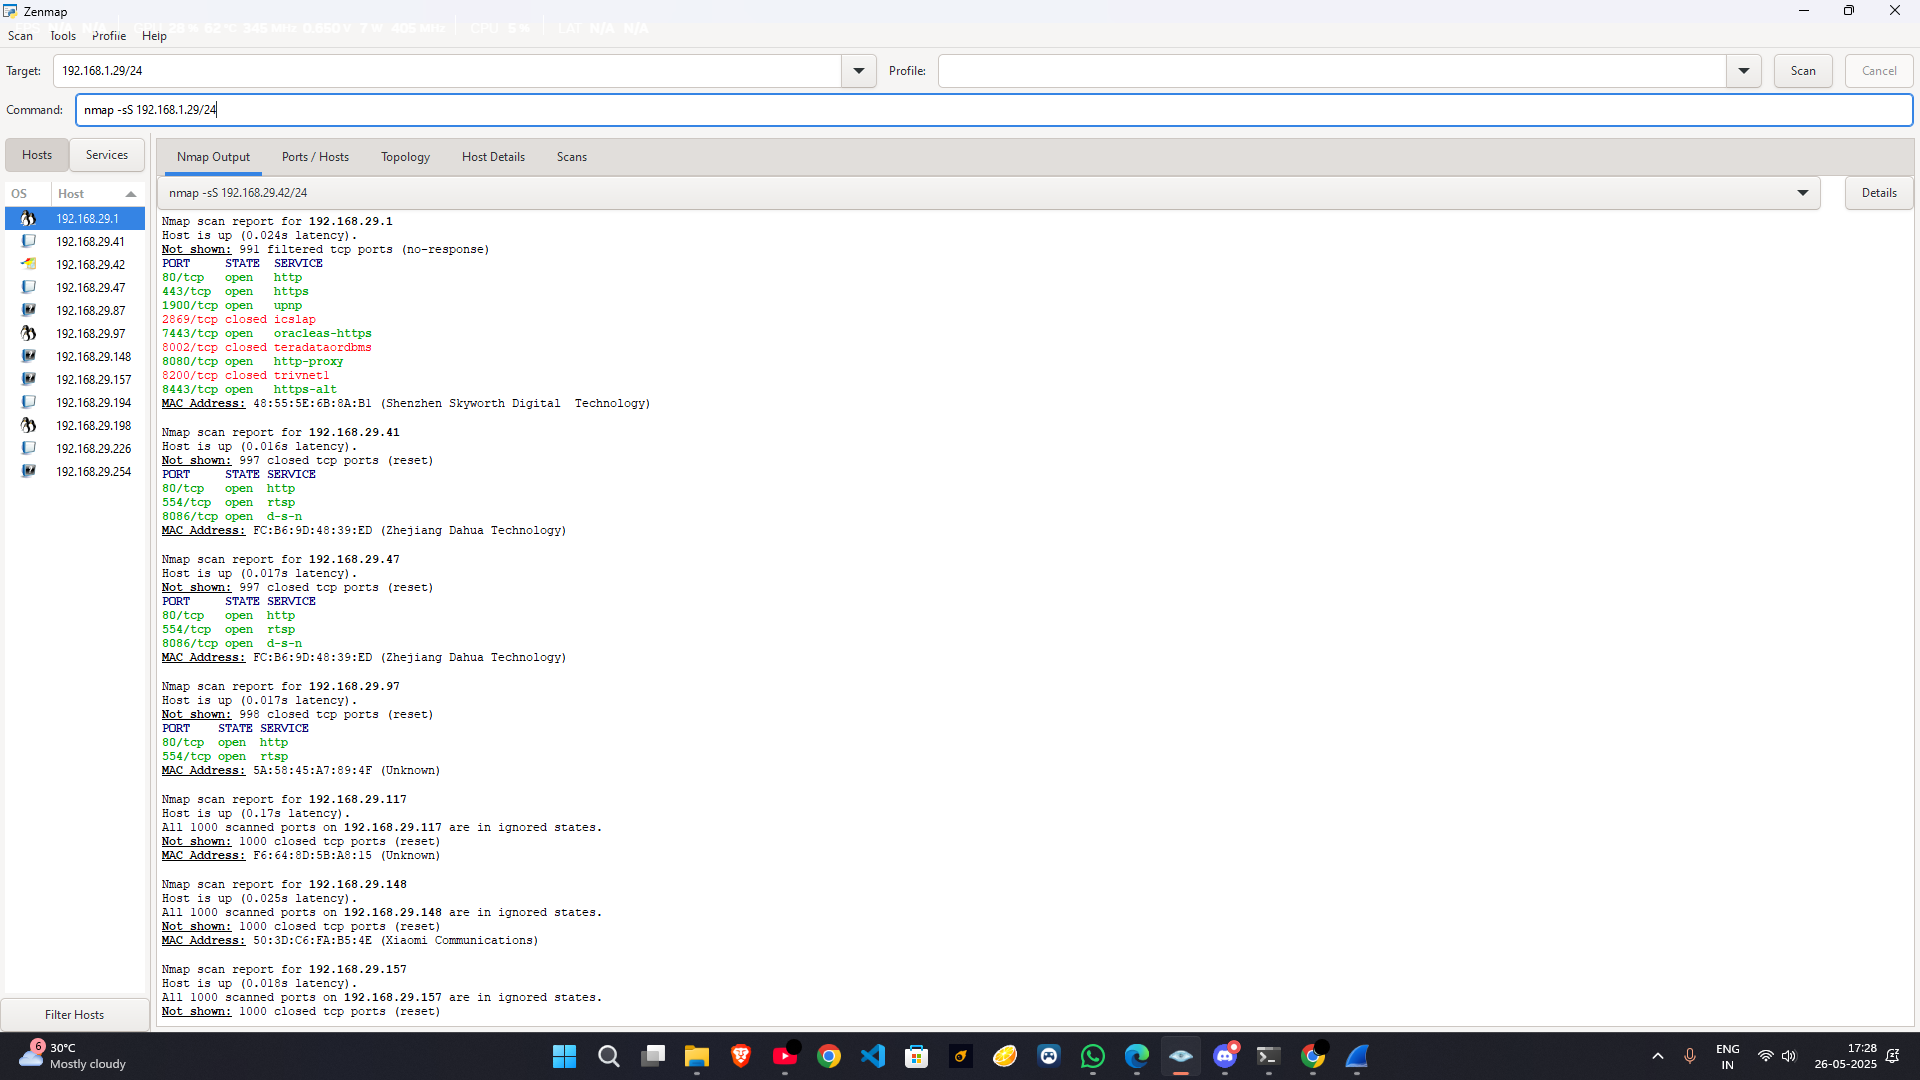 Zenmap
28 % 62 °C 345 MHz 0.650 V 7 W 405 MHz CPU 5 % LAT N/A N/A
Scan Tools Profile Help
Target: 192.168.1.29/24 Profile: Scan Cancel
Command: nmap -sS 192.168.1.29/24
Hosts Services
OS Host
192.168.29.1
192.168.29.41
192.168.29.42
192.168.29.47
192.168.29.87
192.168.29.97
192.168.29.148
192.168.29.157
192.168.29.194
192.168.29.198
192.168.29.226
192.168.29.254
Filter Hosts
Nmap Output Ports / Hosts Topology Host Details Scans
nmap -sS 192.168.29.42/24 Details
Nmap scan report for 192.168.29.1
Host is up (0.024s latency).
Not shown: 991 filtered tcp ports (no-response)
PORT STATE SERVICE
80/tcp open http
443/tcp open https
1900/tcp open upnp
2869/tcp closed icslap
7443/tcp open oracleas-https
8002/tcp closed teradataordbms
8080/tcp open http-proxy
8200/tcp closed trivnet1
8443/tcp open https-alt
MAC Address: 48:55:5E:6B:8A:B1 (Shenzhen Skyworth Digital Technology)
Nmap scan report for 192.168.29.41
Host is up (0.016s latency).
Not shown: 997 closed tcp ports (reset)
PORT STATE SERVICE
80/tcp open http
554/tcp open rtsp
8086/tcp open d-s-n
MAC Address: FC:B6:9D:48:39:ED (Zhejiang Dahua Technology)
Nmap scan report for 192.168.29.47
Host is up (0.017s latency).
Not shown: 997 closed tcp ports (reset)
PORT STATE SERVICE
80/tcp open http
554/tcp open rtsp
8086/tcp open d-s-n
MAC Address: FC:B6:9D:48:39:ED (Zhejiang Dahua Technology)
Nmap scan report for 192.168.29.97
Host is up (0.017s latency).
Not shown: 998 closed tcp ports (reset)
PORT STATE SERVICE
80/tcp open http
554/tcp open rtsp
MAC Address: 5A:58:45:A7:89:4F (Unknown)
Nmap scan report for 192.168.29.117
Host is up (0.17s latency).
All 1000 scanned ports on 192.168.29.117 are in ignored states.
Not shown: 1000 closed tcp ports (reset)
MAC Address: F6:64:8D:5B:A8:15 (Unknown)
Nmap scan report for 192.168.29.148
Host is up (0.025s latency).
All 1000 scanned ports on 192.168.29.148 are in ignored states.
Not shown: 1000 closed tcp ports (reset)
MAC Address: 50:3D:C6:FA:B5:4E (Xiaomi Communications)
Nmap scan report for 192.168.29.157
Host is up (0.018s latency).
All 1000 scanned ports on 192.168.29.157 are in ignored states.
Not shown: 1000 closed tcp ports (reset)
6
30°C
Mostly cloudy
ENG
IN
17:28
26-05-2025